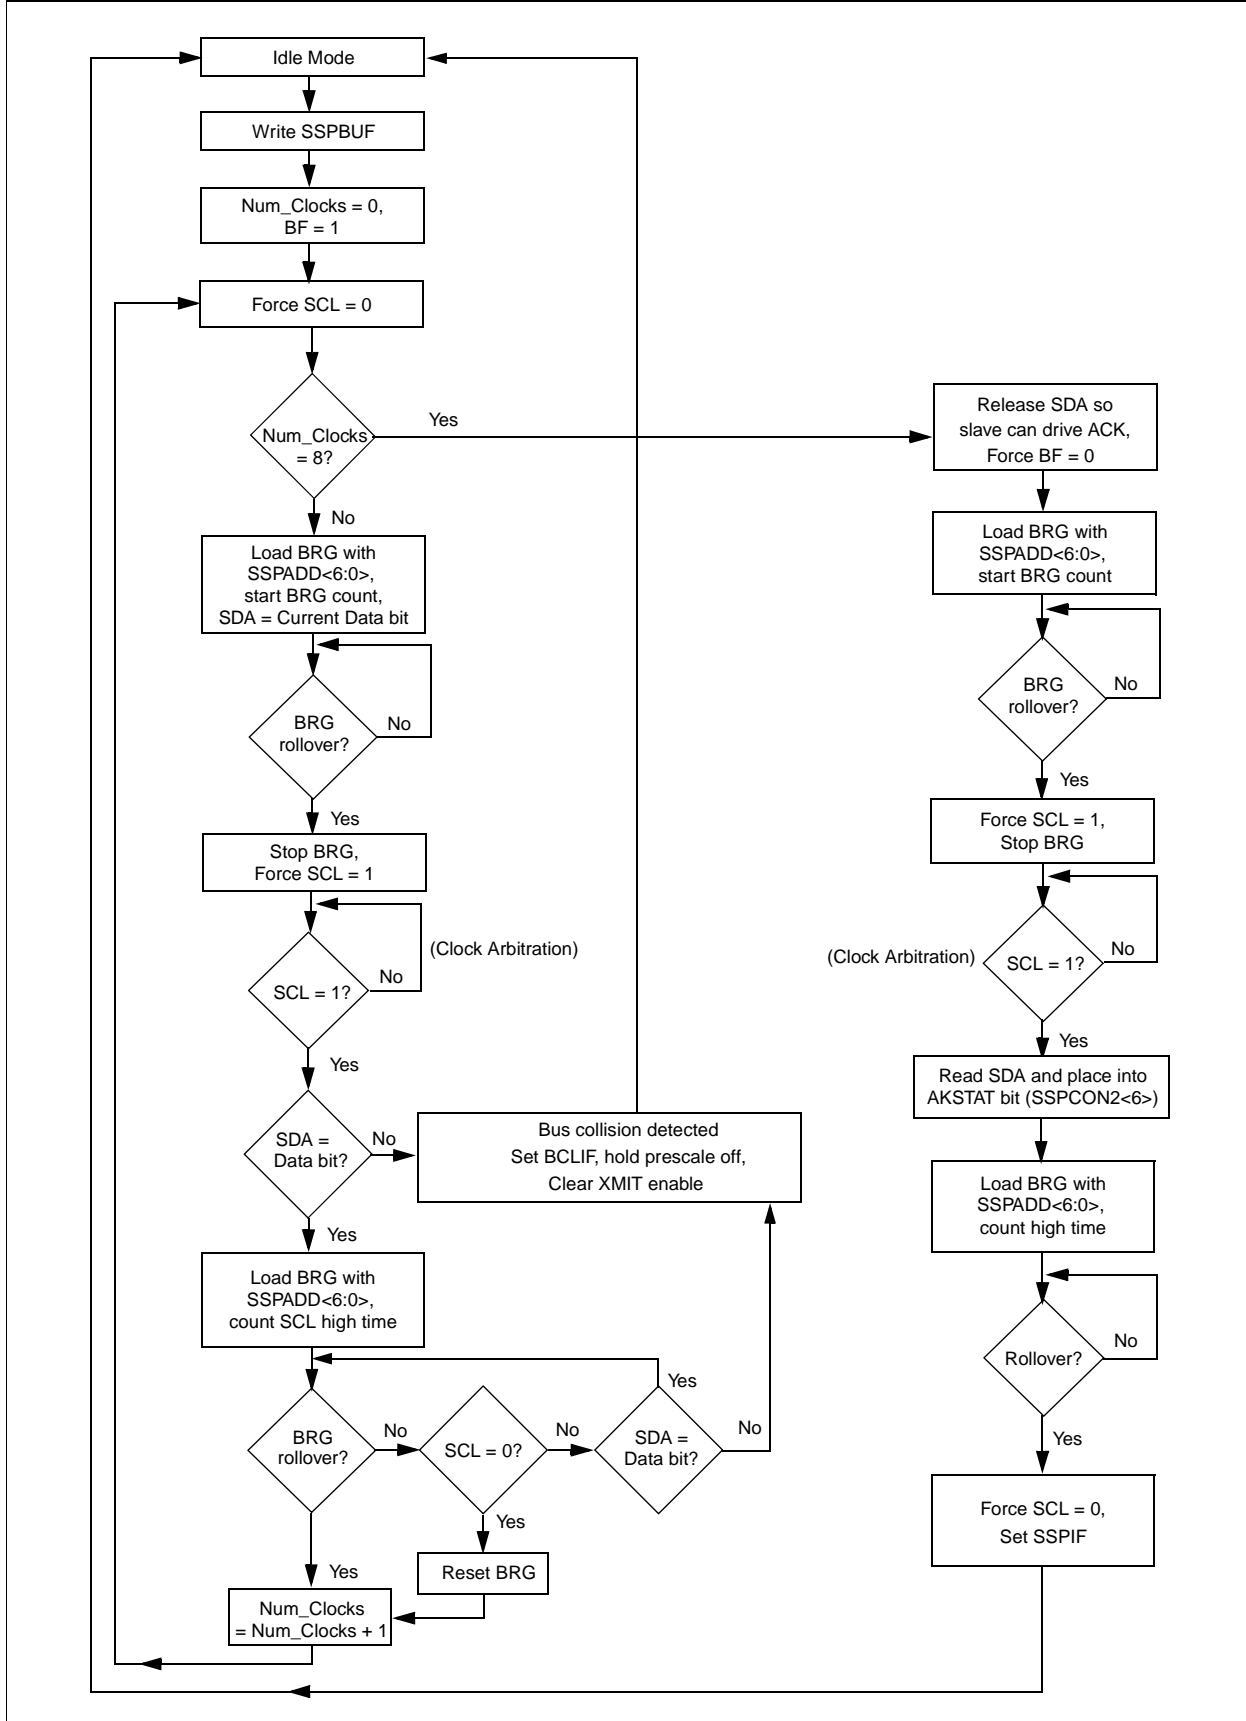 Idle Mode
Write SSPBUF
Num_Clocks = 0,
BF = 1
Force SCL = 0
Num_Clocks
= 8?
Yes
No
Load BRG with
SSPADD<6:0>,
start BRG count,
SDA = Current Data bit
BRG
rollover?
No
Yes
Stop BRG,
Force SCL = 1
(Clock Arbitration)
SCL = 1?
No
Yes
SDA =
Data bit?
No
Yes
Bus collision detected
Set BCLIF, hold prescale off,
Clear XMIT enable
Load BRG with
SSPADD<6:0>,
count SCL high time
BRG
rollover?
No
SCL = 0?
No
SDA =
Data bit?
Yes
No
Yes
Reset BRG
Yes
Num_Clocks
= Num_Clocks + 1
Release SDA so
slave can drive ACK,
Force BF = 0
Load BRG with
SSPADD<6:0>,
start BRG count
BRG
rollover?
No
Yes
Force SCL = 1,
Stop BRG
(Clock Arbitration)
SCL = 1?
No
Yes
Read SDA and place into
AKSTAT bit (SSPCON2<6>)
Load BRG with
SSPADD<6:0>,
count high time
Rollover?
No
Yes
Force SCL = 0,
Set SSPIF